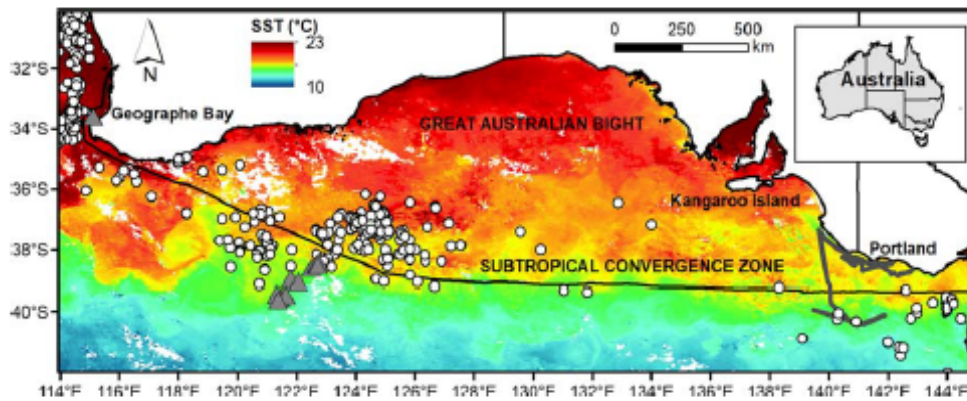 SST (°C)
23
10
N
0 250 500
km
Australia
32°S
34°S
36°S
38°S
40°S
Geographe Bay
GREAT AUSTRALIAN BIGHT
Kangaroo Island
Portland
SUBTROPICAL CONVERGENCE ZONE
114°E 116°E 118°E 120°E 122°E 124°E 126°E 128°E 130°E 132°E 134°E 136°E 138°E 140°E 142°E 144°E